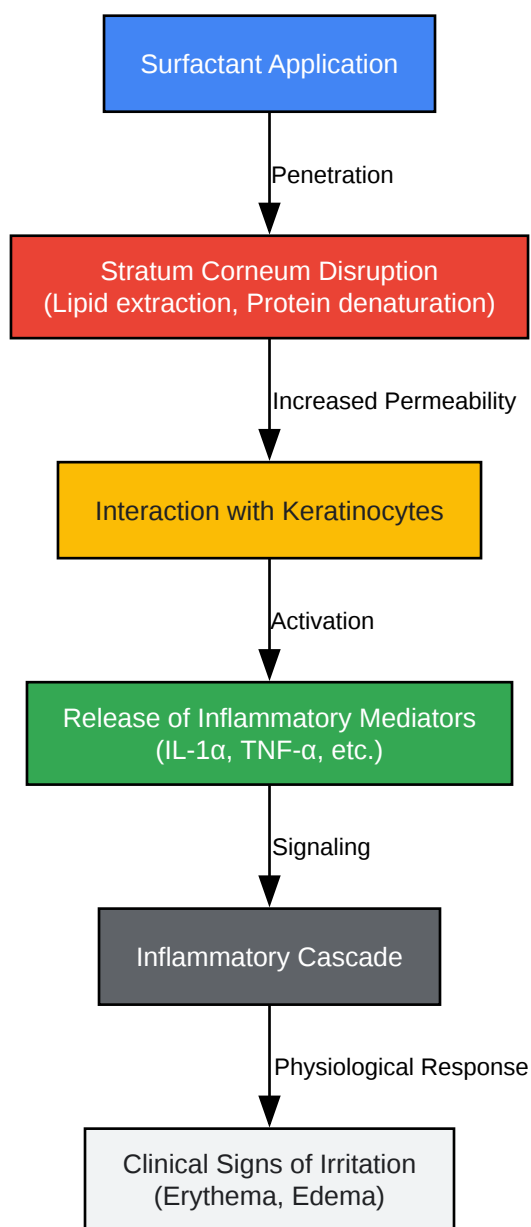 Surfactant Application
Penetration
Stratum Corneum Disruption
(Lipid extraction, Protein denaturation)
Increased Permeability
Interaction with Keratinocytes
Activation
Release of Inflammatory Mediators
(IL-1α, TNF-α, etc.)
Signaling
Inflammatory Cascade
Physiological Response
Clinical Signs of Irritation
(Erythema, Edema)